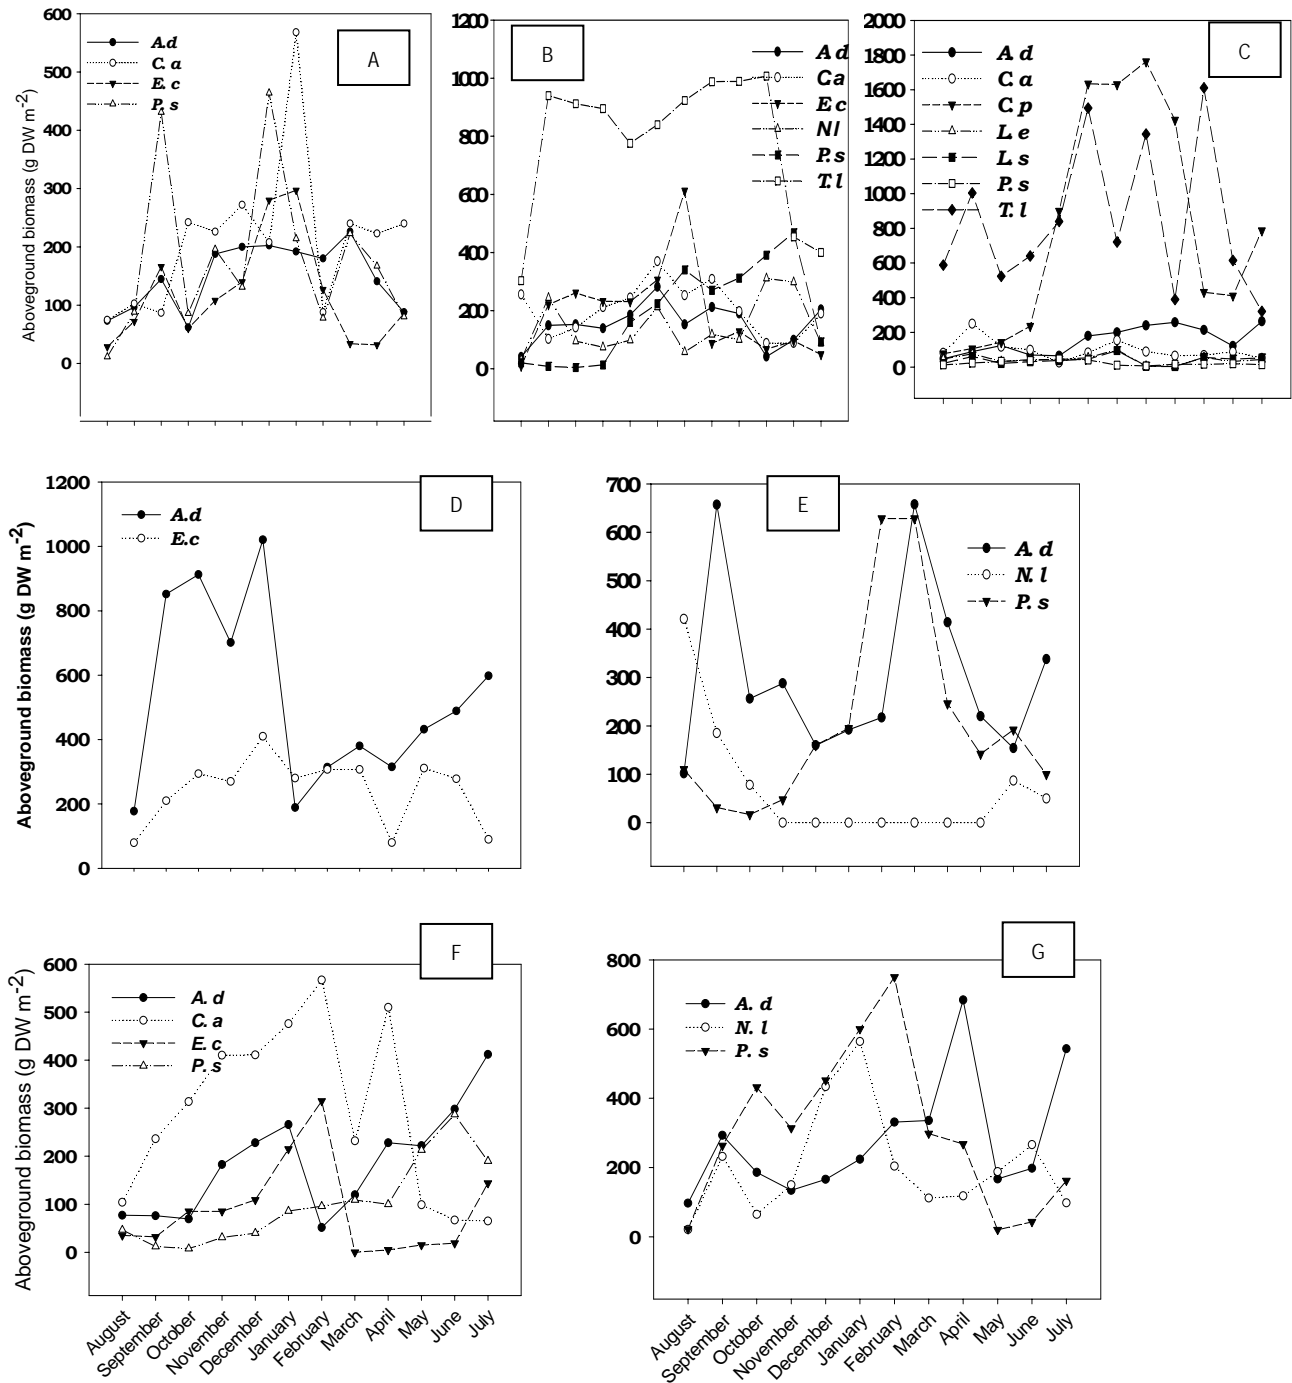 Aboveground biomass (g DW m-2)
600
500
400
300
200
100
0
A.d
C. a
E. c
P. s
A
1200
1000
800
600
400
200
0
B
A d
C a
E c
N l
P. s
T. l
2000
1800
1600
1400
1200
1000
800
600
400
200
0
A. d
C. a
C. p
L. e
L. s
P. s
T. l
C
Aboveground biomass (g DW m-2)
1200
1000
800
600
400
200
0
A.d
E.c
D
700
600
500
400
300
200
100
0
E
A. d
N. l
P. s
Aboveground biomass (g DW m-2)
600
500
400
300
200
100
0
A. d
C. a
E. c
P. s
F
August
September
October
November
December
January
February
March
April
May
June
July
800
600
400
200
0
A. d
N. l
P. s
G
August
September
October
November
December
January
February
March
April
May
June
July